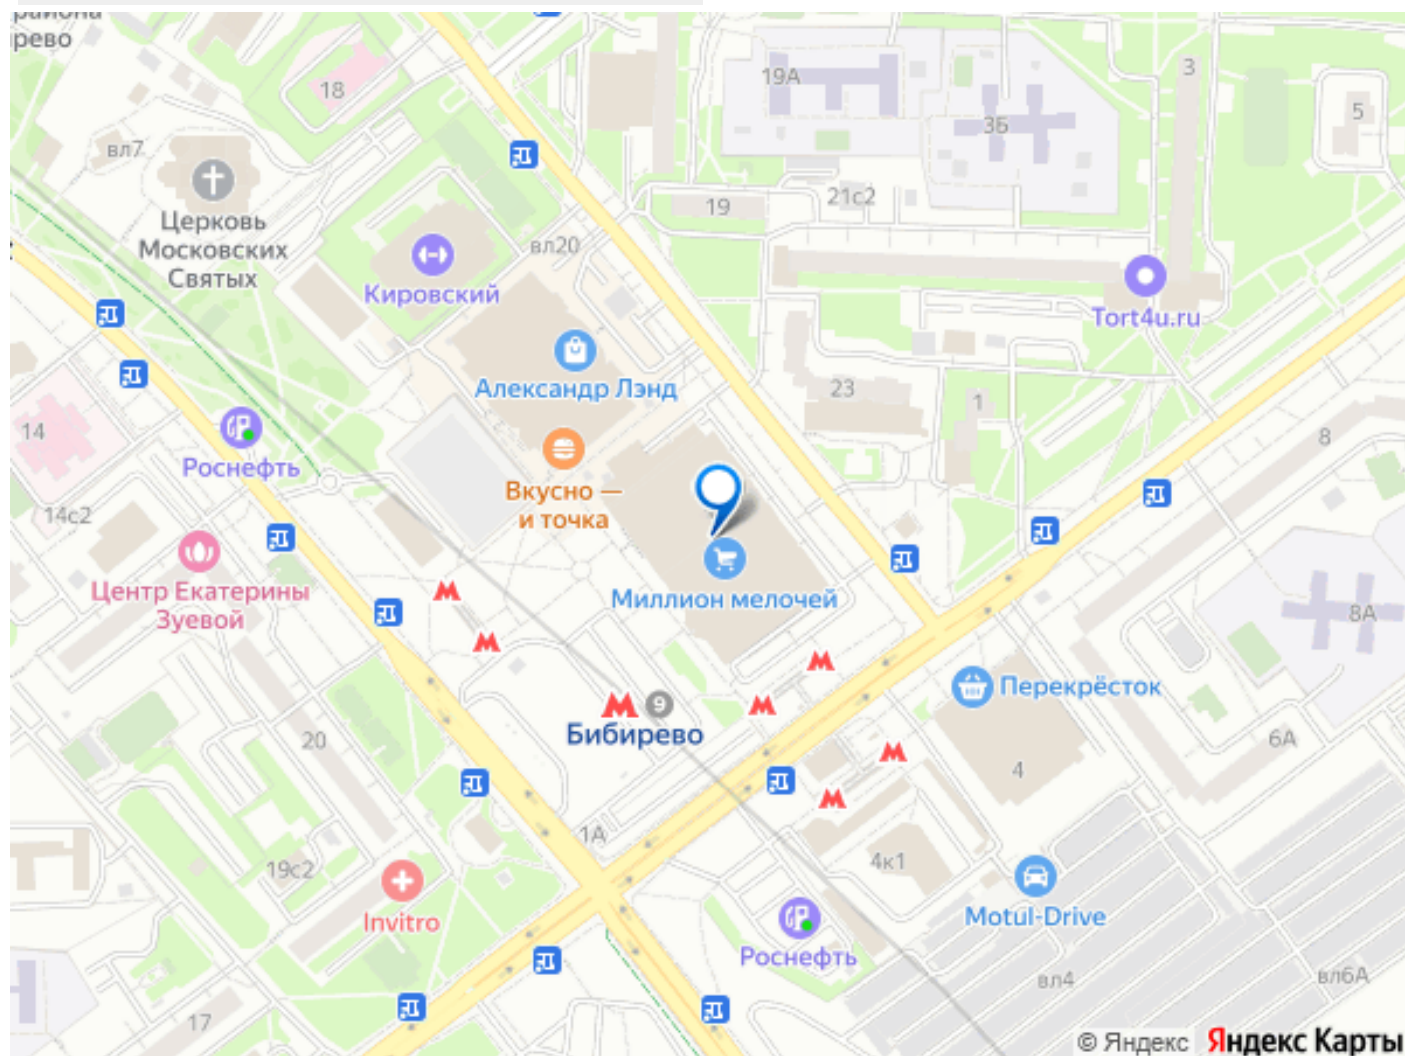 района
рево
18
19А
3
5
3Б
вл7
21с2
19
Церковь
Московских
Святых
вл20
Кировский
Tort4u.ru
Александр Лэнд
23
1
8
14
Роснефть
Вкусно —
и точка
14с2
Центр Екатерины
Зуевой
Миллион мелочей
8А
Перекрёсток
9
Бибирево
20
6А
4
1А
4к1
19с2
Invitro
Motul-Drive
Роснефть
вл4
вл6А
17
© Яндекс Яндекс Карты